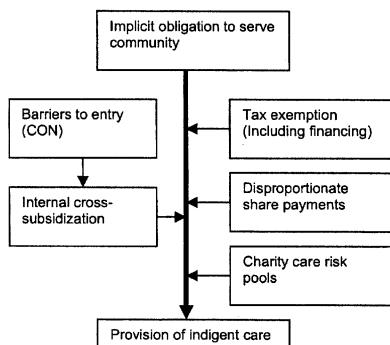 Implicit obligation to serve
community
Barriers to entry
(CON)
Tax exemption
(Including financing)
Internal cross-
subsidization
Disproportionate
share payments
Charity care risk
pools
Provision of indigent care